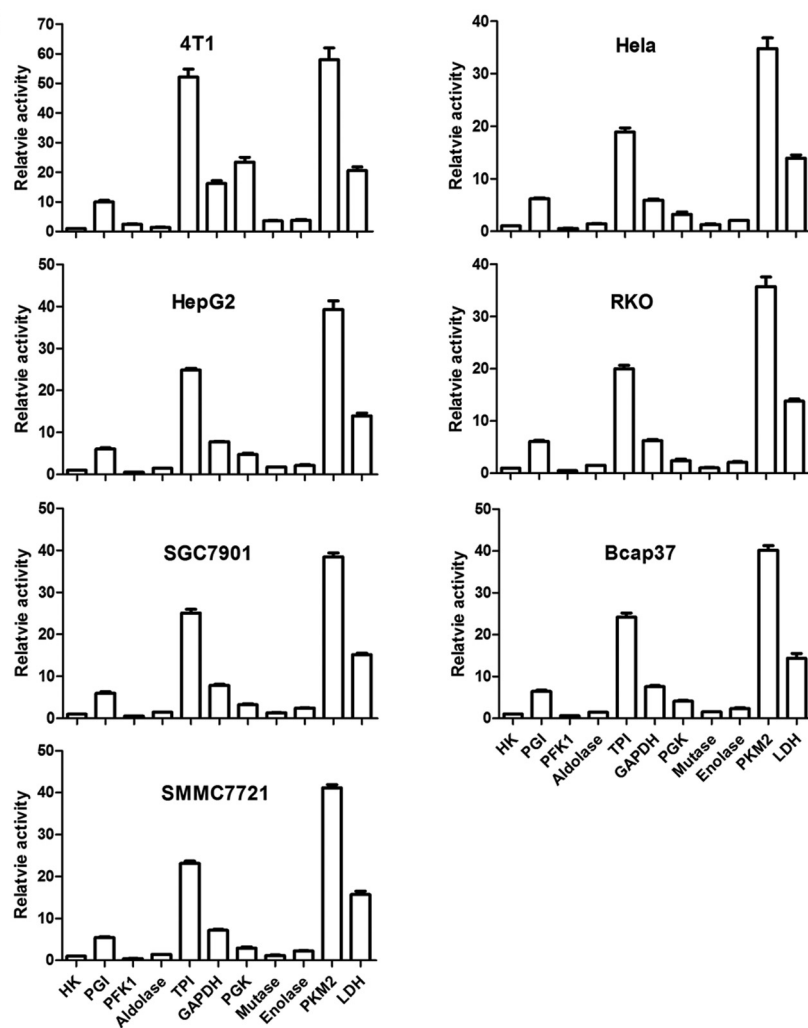 4T1
Relatvie activity
70
60
50
40
30
20
10
0
Hela
Relatvie activity
40
30
20
10
0
HepG2
Relatvie activity
50
40
30
20
10
0
RKO
Relatvie activity
40
30
20
10
0
SGC7901
Relatvie activity
50
40
30
20
10
0
Bcap37
Relatvie activity
50
40
30
20
10
0
HK
PGI
PFK1
Aldolase
TPI
GAPDH
PGK
Mutase
Enolase
PKM2
LDH
SMMC7721
Relatvie activity
50
40
30
20
10
0
HK
PGI
PFK1
Aldolase
TPI
GAPDH
PGK
Mutase
Enolase
PKM2
LDH